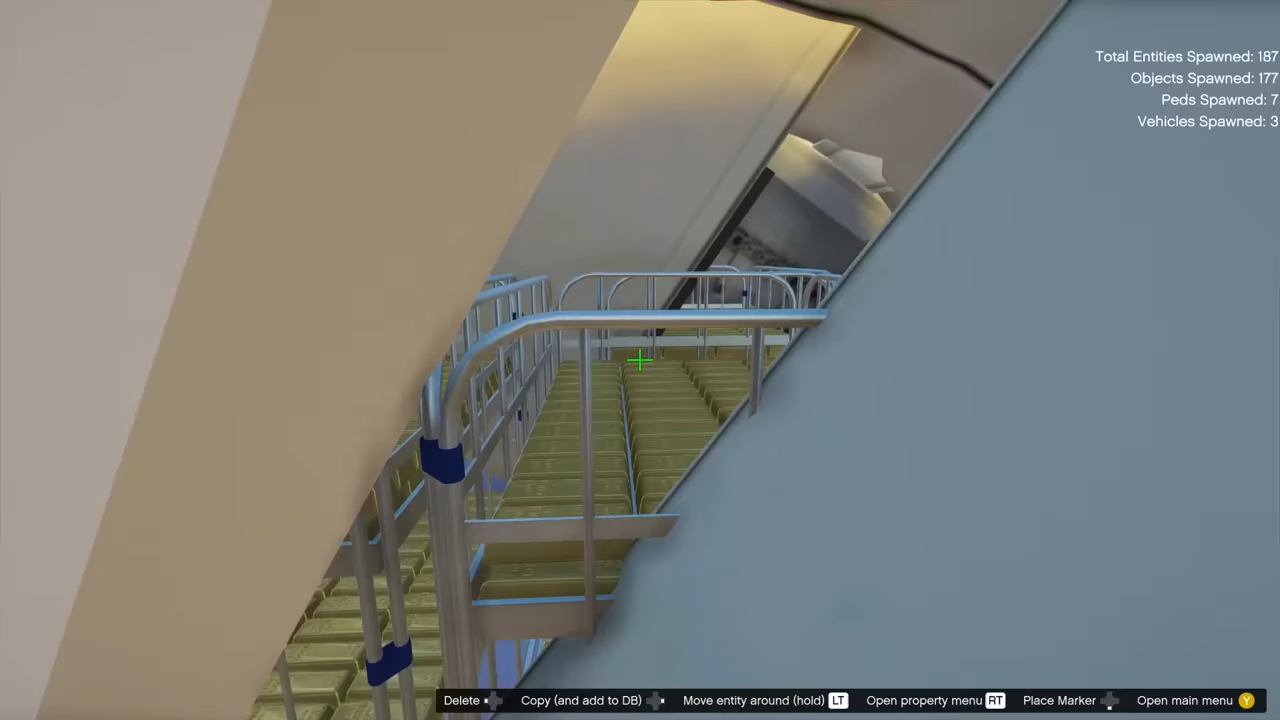 Total Entities Spawned: 187
Objects Spawned: 177
Peds Spawned: 7
Vehicles Spawned: 3
Delete Copy (and add to DB) Move entity around (hold) LT Open property menu RT Place Marker Open main menu Y